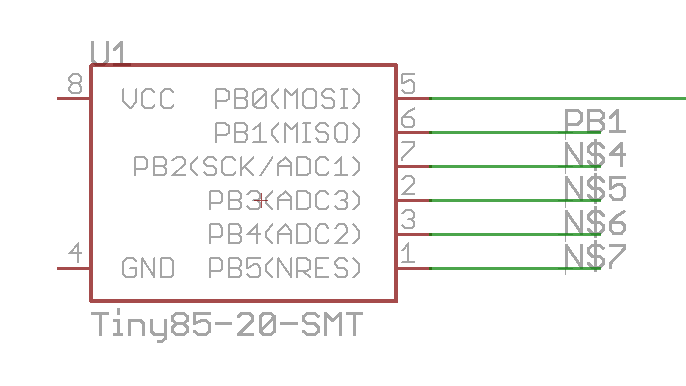 U1
8 VCC PB0(MOSI) 5
PB1(MISO) 6 PB1
PB2(SCK/ADC1) 7 N$4
PB3(ADC3) 2 N$5
PB4(ADC2) 3 N$6
4 GND PB5(NRES) 1 N$7
Tiny85-20-SMT